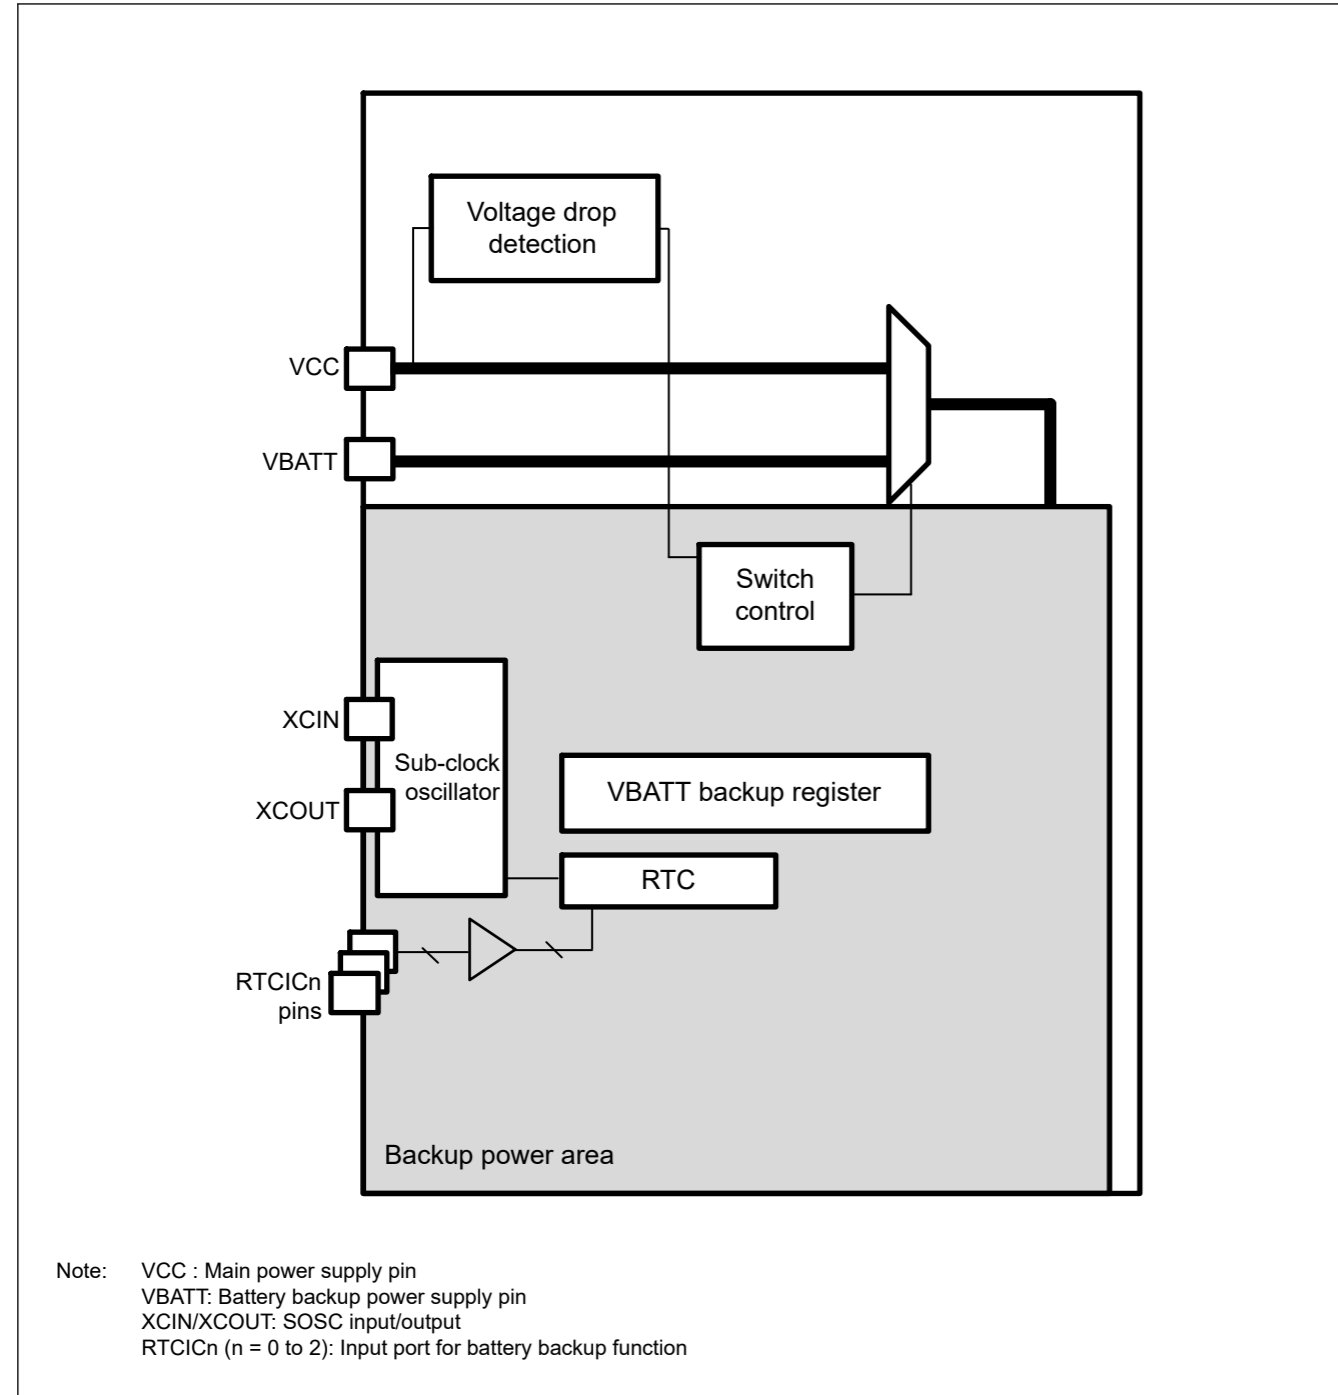 Voltage drop
detection
VCC
VBATT
Switch
control
XCIN
Sub-clock
oscillator
XCOUT
VBATT backup register
RTC
RTCICn
pins
Backup power area
Note: VCC : Main power supply pin
VBATT: Battery backup power supply pin
XCIN/XCOUT: SOSC input/output
RTCICn (n = 0 to 2): Input port for battery backup function